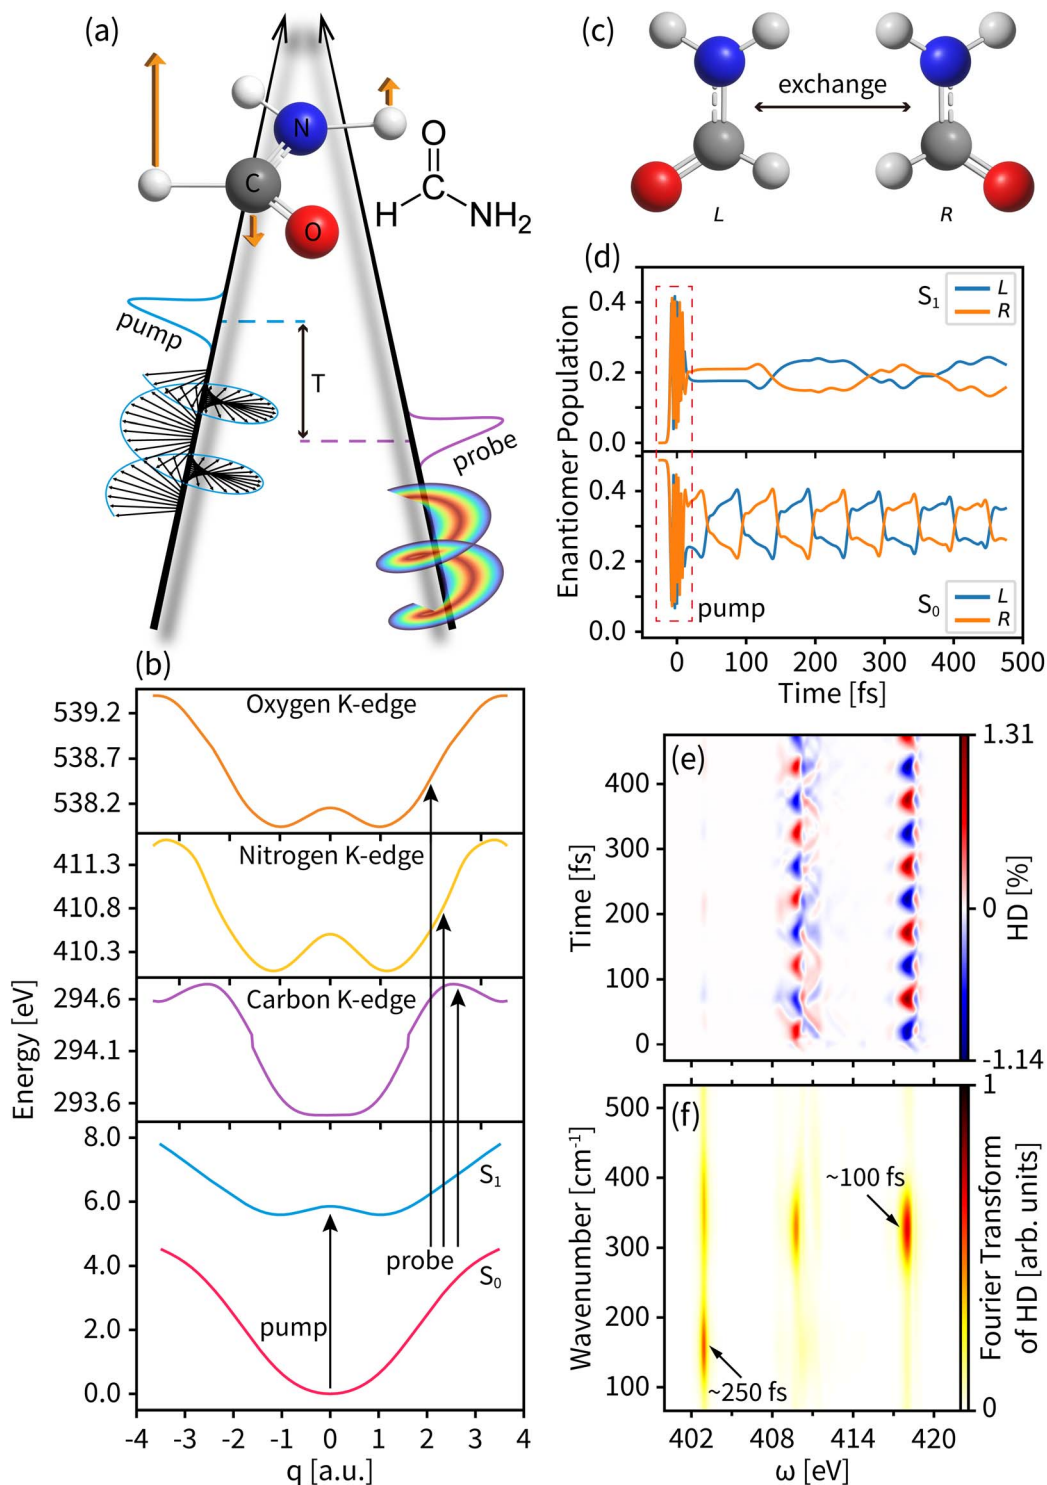 (a)
N
C
O
O
H
NH₂
pump
T
probe
(b)
Oxygen K-edge
539.2
538.7
538.2
Nitrogen K-edge
411.3
410.8
410.3
Carbon K-edge
294.6
294.1
293.6
Energy [eV]
8.0
6.0
4.0
2.0
0.0
S₁
probe
S₀
pump
-4 -3 -2 -1 0 1 2 3 4
q [a.u.]
(c)
exchange
L
R
(d)
S₁
L
R
0.4
0.2
0.0
Enantiomer Population
0.4
0.2
0.0
pump
S₀
L
R
0 100 200 300 400 500
Time [fs]
(e)
400
300
200
100
0
Time [fs]
1.31
0
-1.14
HD [%]
(f)
500
400
300
200
100
Wavenumber [cm⁻¹]
~100 fs
~250 fs
1
0
Fourier Transform
of HD [arb. units]
402 408 414 420
ω [eV]